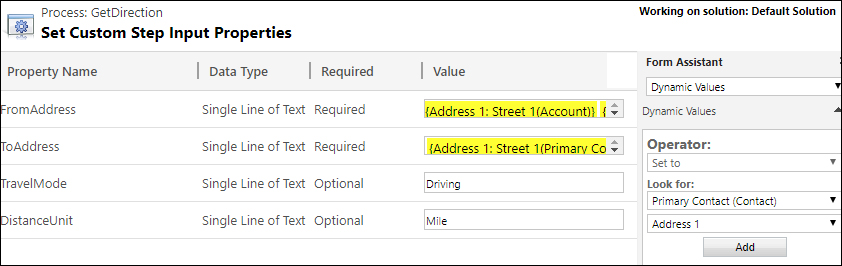 Process: GetDirection
Working on solution: Default Solution
Set Custom Step Input Properties
Property Name Data Type Required Value
FromAddress Single Line of Text Required {Address 1: Street 1(Account)} {
ToAddress Single Line of Text Required {Address 1: Street 1(Primary Co
TravelMode Single Line of Text Optional Driving
DistanceUnit Single Line of Text Optional Mile
Form Assistant
Dynamic Values
Dynamic Values
Operator:
Set to
Look for:
Primary Contact (Contact)
Address 1
Add